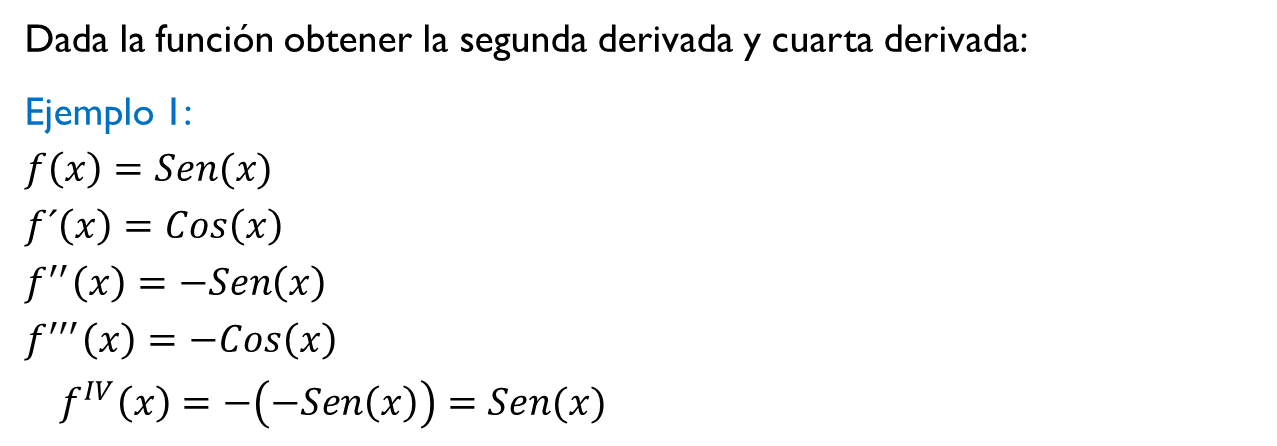 Dada la función obtener la segunda derivada y cuarta derivada:
Ejemplo 1:
f(x) = Sen(x)
f´(x) = Cos(x)
f′′(x) = −Sen(x)
f′′′(x) = −Cos(x)
f^IV(x) = −(−Sen(x)) = Sen(x)